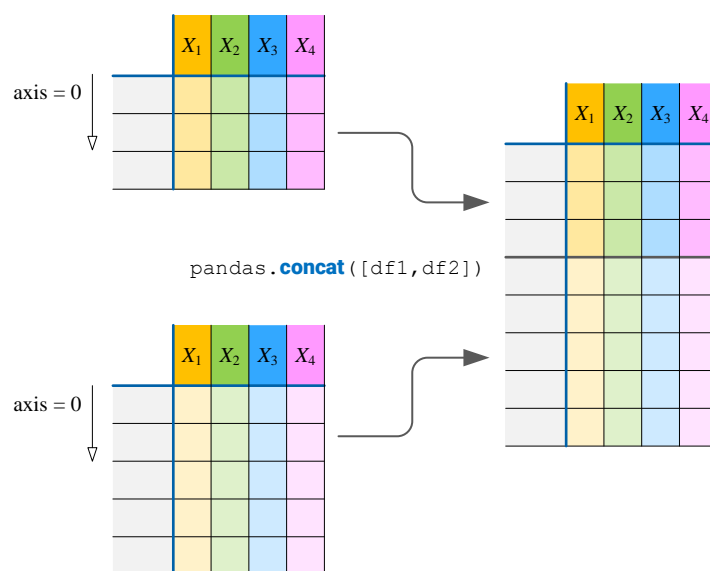 X1 X2 X3 X4
axis = 0
X1 X2 X3 X4
pandas.concat([df1,df2])
X1 X2 X3 X4
axis = 0